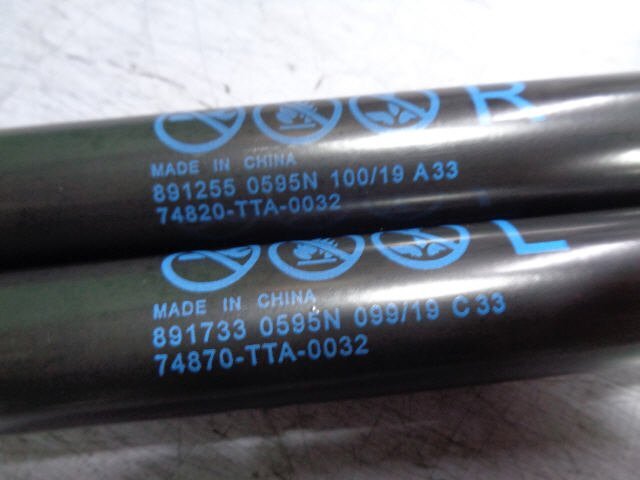 R
MADE IN CHINA
891255 0595N 100/19 A33
74820-TTA-0032
L
MADE IN CHINA
891733 0595N 099/19 C33
74870-TTA-0032